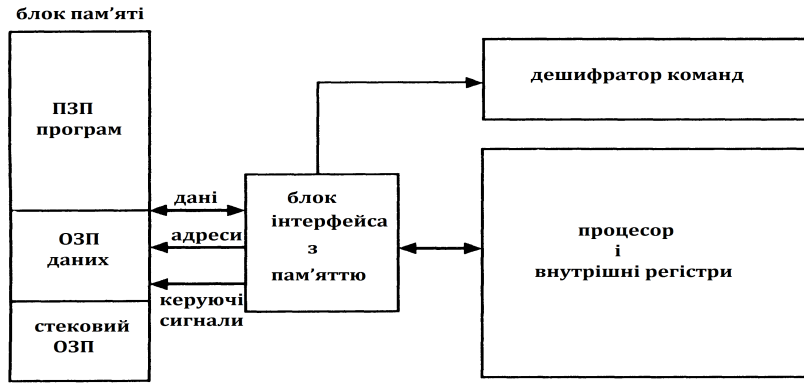 блок пам'яті
ПЗП
програм
ОЗП
даних
стековий
ОЗП
дані
адреси
керуючі
сигнали
блок
інтерфейса
з
пам'яттю
дешифратор команд
процесор
і
внутрішні регістри